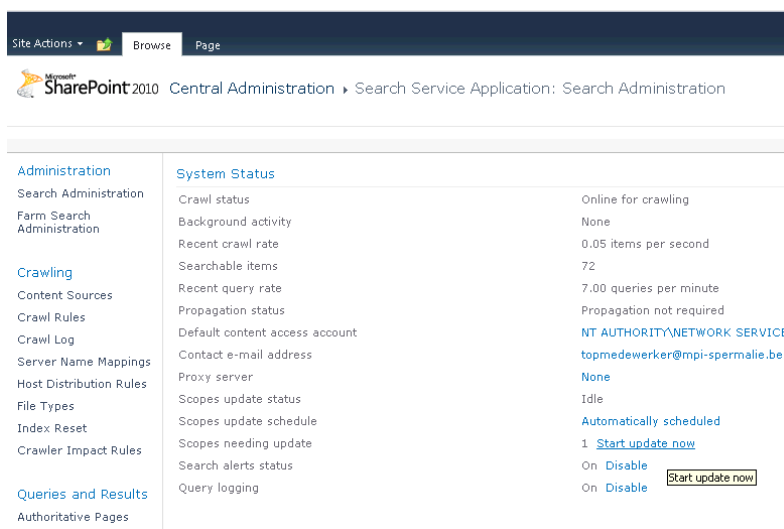 Site Actions
Browse
Page
Microsoft
SharePoint 2010
Central Administration ▸ Search Service Application: Search Administration
Administration
Search Administration
Farm Search
Administration
Crawling
Content Sources
Crawl Rules
Crawl Log
Server Name Mappings
Host Distribution Rules
File Types
Index Reset
Crawler Impact Rules
Queries and Results
Authoritative Pages
System Status
Crawl status Online for crawling
Background activity None
Recent crawl rate 0.05 items per second
Searchable items 72
Recent query rate 7.00 queries per minute
Propagation status Propagation not required
Default content access account NT AUTHORITY\NETWORK SERVICE
Contact e-mail address topmedewerker@mpi-spermalie.be
Proxy server None
Scopes update status Idle
Scopes update schedule Automatically scheduled
Scopes needing update 1 Start update now
Search alerts status On Disable
Start update now
Query logging On Disable